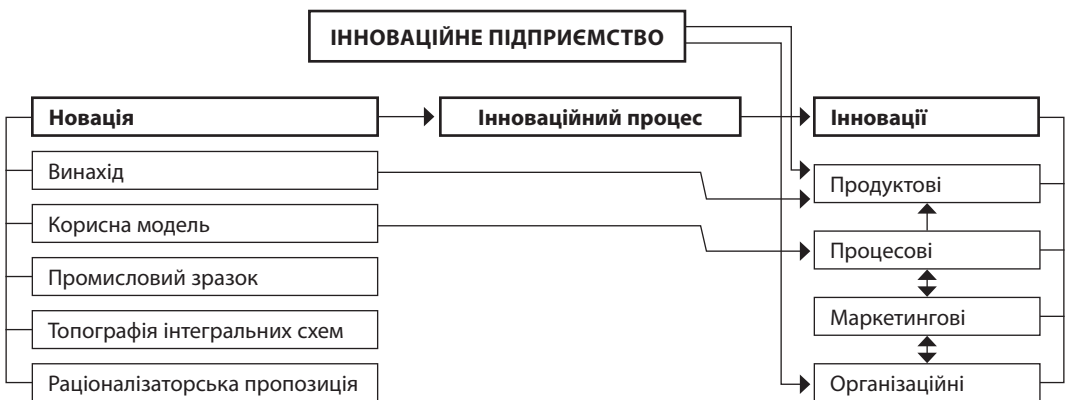 ІННОВАЦІЙНЕ ПІДПРИЄМСТВО
Новація
Інноваційний процес
Інновації
Винахід
Корисна модель
Промисловий зразок
Топографія інтегральних схем
Раціоналізаторська пропозиція
Продуктові
Процесові
Маркетингові
Організаційні